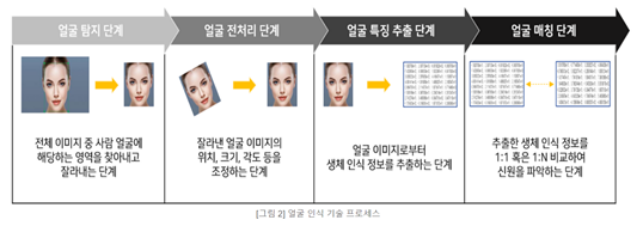 얼굴 탐지 단계
얼굴 전처리 단계
얼굴 특징 추출 단계
얼굴 매칭 단계
전체 이미지 중 사람 얼굴에
해당하는 영역을 찾아내고
잘라내는 단계
잘라낸 얼굴 이미지의
위치, 크기, 각도 등을
조정하는 단계
얼굴 이미지로부터
생체 인식 정보를 추출하는 단계
추출한 생체 인식 정보를
1:1 혹은 1:N 비교하여
신원을 파악하는 단계
[그림 2] 얼굴 인식 기술 프로세스